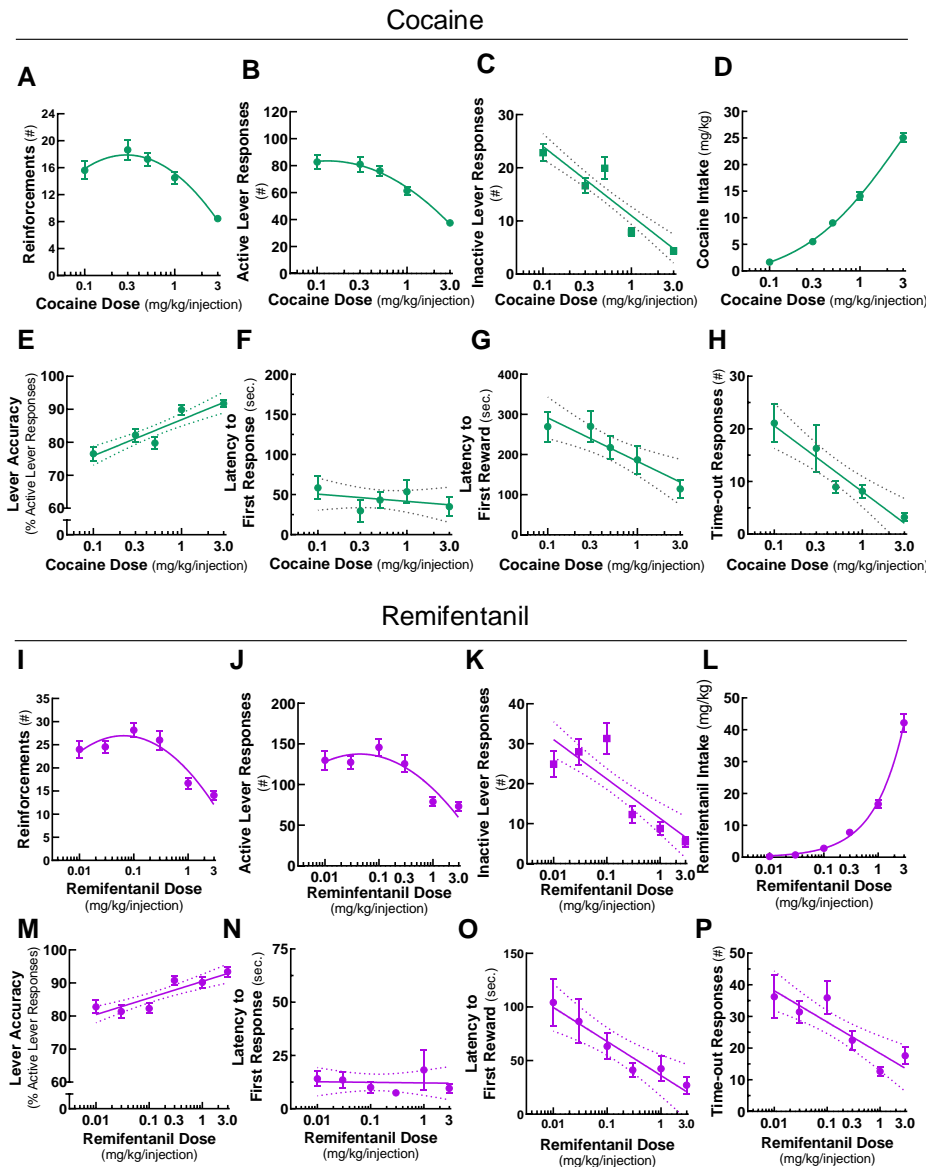 Cocaine
A
B
C
D
Reinforcements (#)
24
20
16
12
8
4
0
0.1
0.3
1
3
Cocaine Dose (mg/kg/injection)
Active Lever Responses
(#)
120
100
80
60
40
20
0
0.1
0.3
1
3.0
Cocaine Dose (mg/kg/injection)
Inactive Lever Responses
(#)
30
20
10
0
0.1
0.3
1
3.0
Cocaine Dose (mg/kg/injection)
Cocaine Intake (mg/kg)
30
25
20
15
10
5
0
0.1
0.3
1
3
Cocaine Dose (mg/kg/injection)
E
F
G
H
Lever Accuracy
(% Active Lever Responses)
100
90
80
70
60
0
0.1
0.3
1
3.0
Cocaine Dose (mg/kg/injection)
Latency to
First Response (sec.)
200
150
100
50
0
0.1
0.3
1
3.0
Cocaine Dose (mg/kg/injection)
Latency to
First Reward (sec.)
400
300
200
100
0
0.1
0.3
1
3.0
Cocaine Dose (mg/kg/injection)
Time-out Responses (#)
30
20
10
0
0.1
0.3
1
3.0
Cocaine Dose (mg/kg/injection)
Remifentanil
I
J
K
L
Reinforcements (#)
35
30
25
20
15
10
5
0
0.01
0.1
0.3
1
3
Remifentanil Dose
(mg/kg/injection)
Active Lever Responses
(#)
200
150
100
50
0
0.01
0.1
0.3
1
3.0
Reminfentanil Dose
(mg/kg/injection)
Inactive Lever Responses
(#)
40
30
20
10
0
0.01
0.1
1
3.0
Remifentanil Dose
(mg/kg/injection)
Remifentanil Intake (mg/kg)
50
40
30
20
10
0
0.01
0.1
0.3
1
3
Remifentanil Dose
(mg/kg/injection)
M
N
O
P
Lever Accuracy
(% Active Lever Responses)
100
90
80
70
60
0
0.01
0.1
0.3
1
3.0
Remifentanil Dose
(mg/kg/injection)
Latency to
First Response (sec.)
75
50
25
0
0.01
0.1
0.3
1
3
Remifentanil Dose
(mg/kg/injection)
Latency to
First Reward (sec.)
150
100
50
0
0.01
0.1
1
3.0
Remifentanil Dose
(mg/kg/injection)
Time-out Responses (#)
50
40
30
20
10
0
0.01
0.1
0.3
1
3.0
Remifentanil Dose
(mg/kg/injection)